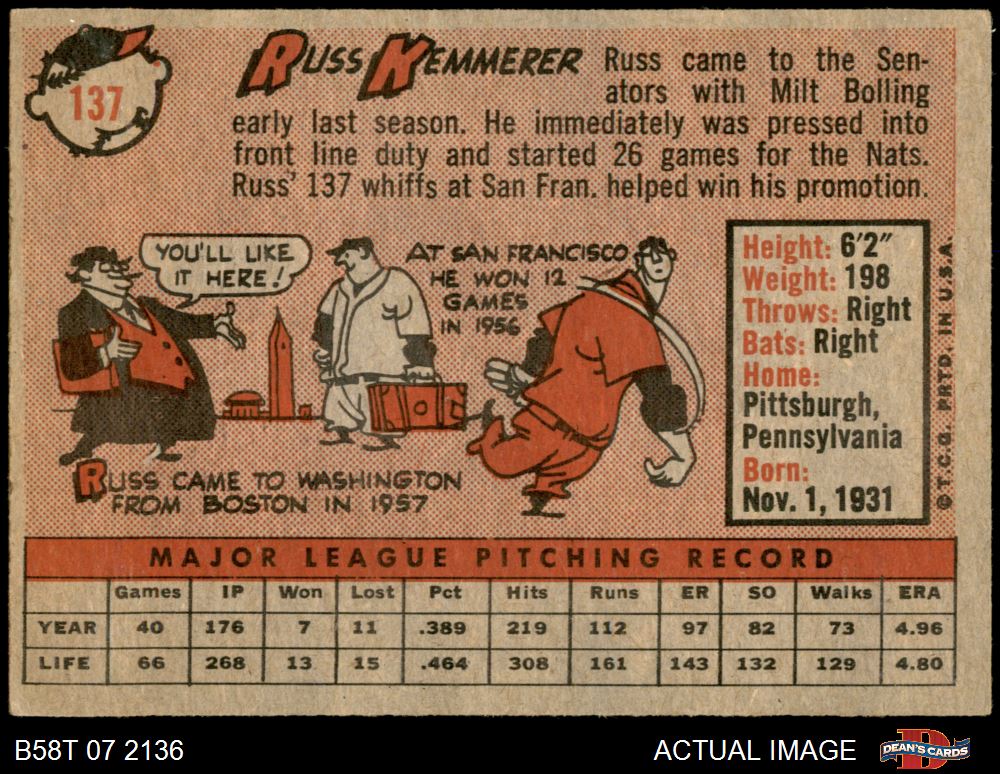 137
RUSS KEMMERER
Russ came to the Sen-
ators with Milt Bolling
early last season. He immediately was pressed into
front line duty and started 26 games for the Nats.
Russ' 137 whiffs at San Fran. helped win his promotion.
YOU'LL LIKE
IT HERE!
AT SAN FRANCISCO
HE WON 12
GAMES
IN 1956
RUSS CAME TO WASHINGTON
FROM BOSTON IN 1957
Height: 6'2"
Weight: 198
Throws: Right
Bats: Right
Home:
Pittsburgh,
Pennsylvania
Born:
Nov. 1, 1931
© T.C.G. PRTD. IN U.S.A.
MAJOR LEAGUE PITCHING RECORD
Games IP Won Lost Pct Hits Runs ER SO Walks ERA
YEAR 40 176 7 11 .389 219 112 97 82 73 4.96
LIFE 66 268 13 15 .464 308 161 143 132 129 4.80
B58T 07 2136
ACTUAL IMAGE
DEAN'S CARDS